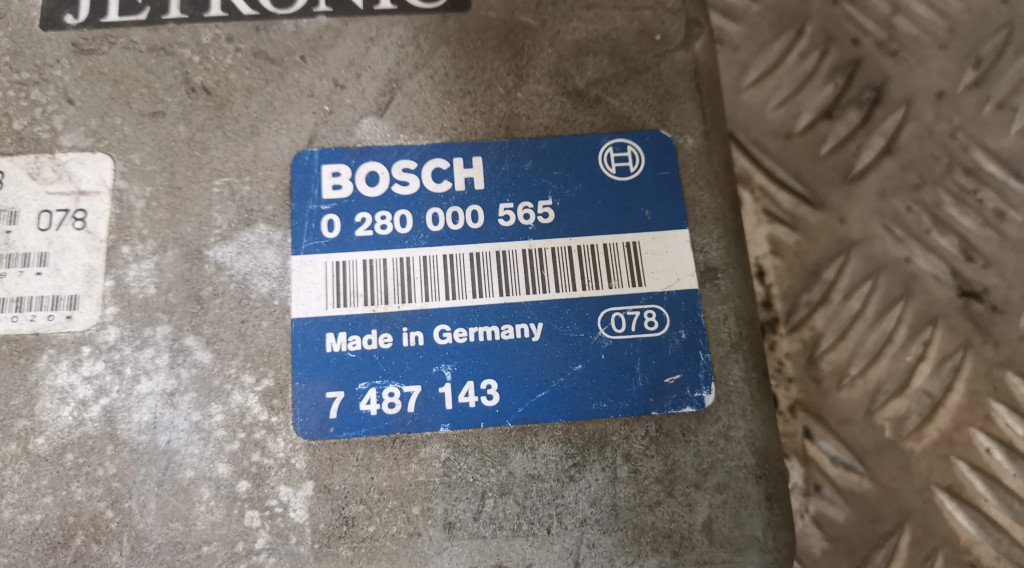 JETRONIC
078
BOSCH
0 280 000 565
Made in Germany
078
7 487 143